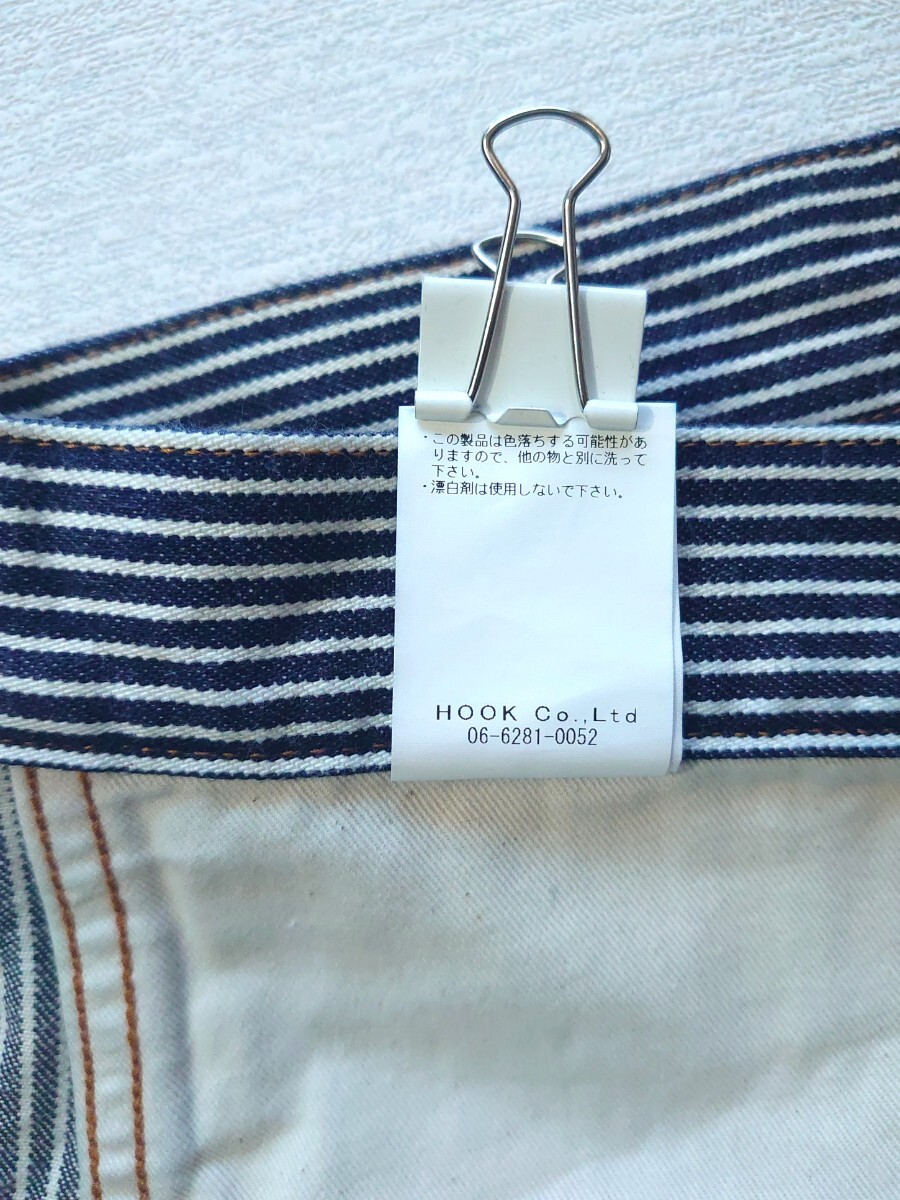 ・この製品は色落ちする可能性があ
りますので、他の物と別に洗って
下さい。
・漂白剤は使用しないで下さい。
HOOK Co.,Ltd
06-6281-0052